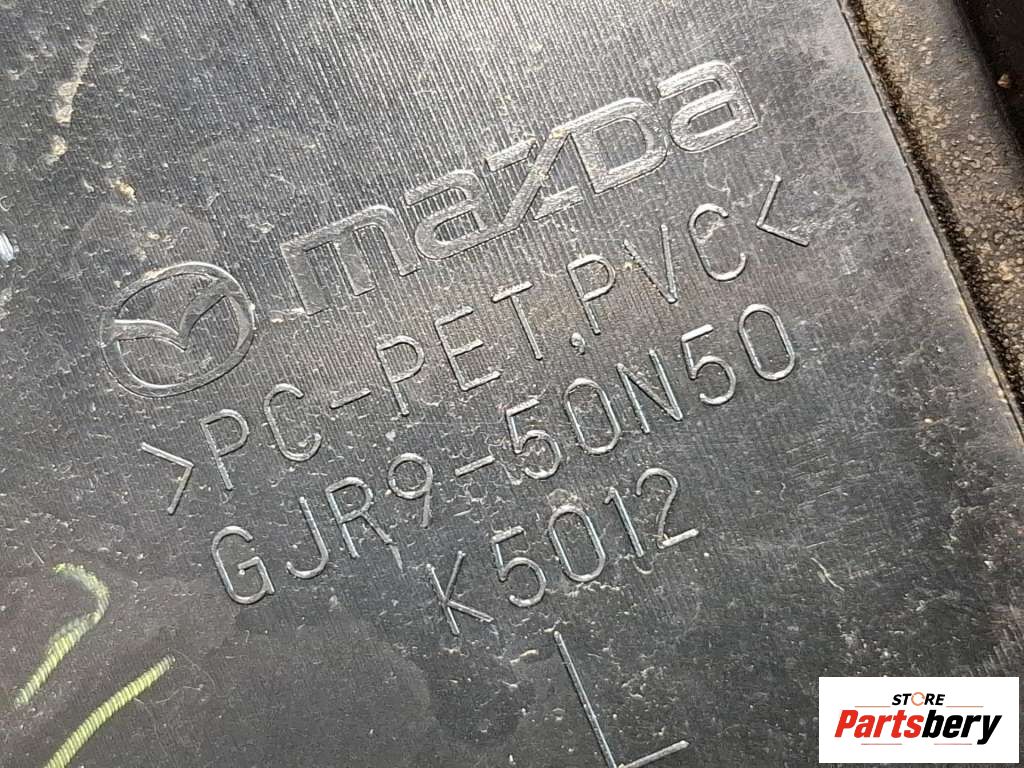 mazda
>PC-PET,PVC<
GJR9-50N50
K5012
L
STORE
Partsbery